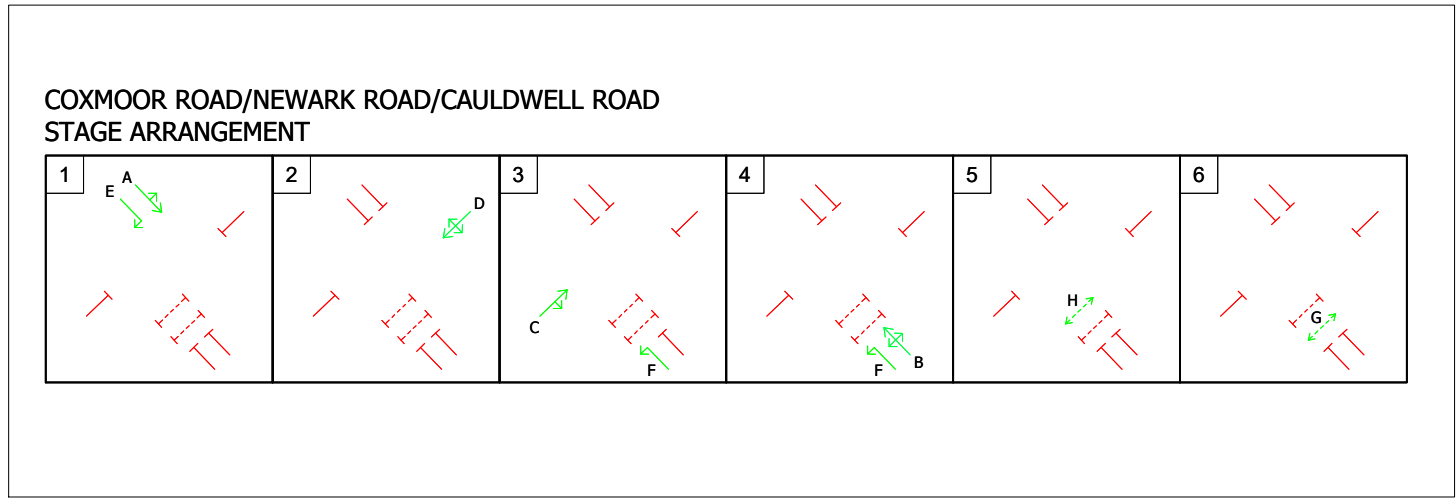 COXMOOR ROAD/NEWARK ROAD/CAULDWELL ROAD
STAGE ARRANGEMENT
1
E
A
2
D
3
C
F
4
F
B
5
H
6
G